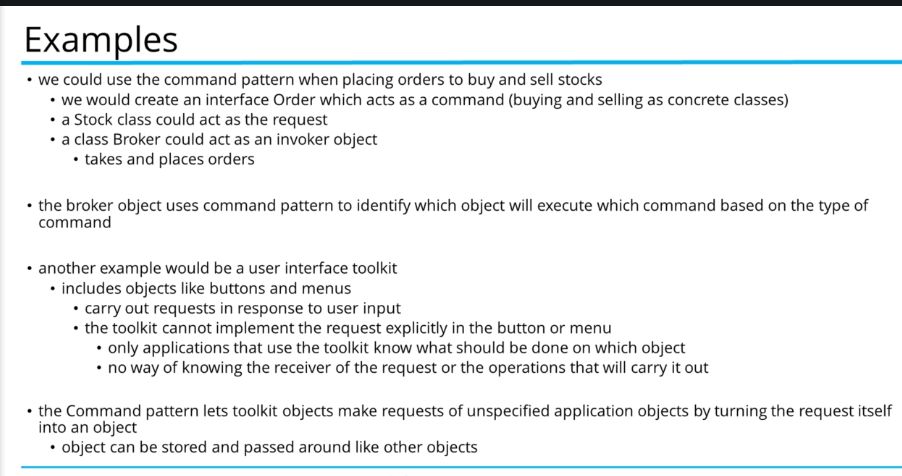 Examples
• we could use the command pattern when placing orders to buy and sell stocks
• we would create an interface Order which acts as a command (buying and selling as concrete classes)
• a Stock class could act as the request
• a class Broker could act as an invoker object
• takes and places orders
• the broker object uses command pattern to identify which object will execute which command based on the type of
command
• another example would be a user interface toolkit
• includes objects like buttons and menus
• carry out requests in response to user input
• the toolkit cannot implement the request explicitly in the button or menu
• only applications that use the toolkit know what should be done on which object
• no way of knowing the receiver of the request or the operations that will carry it out
• the Command pattern lets toolkit objects make requests of unspecified application objects by turning the request itself
into an object
• object can be stored and passed around like other objects